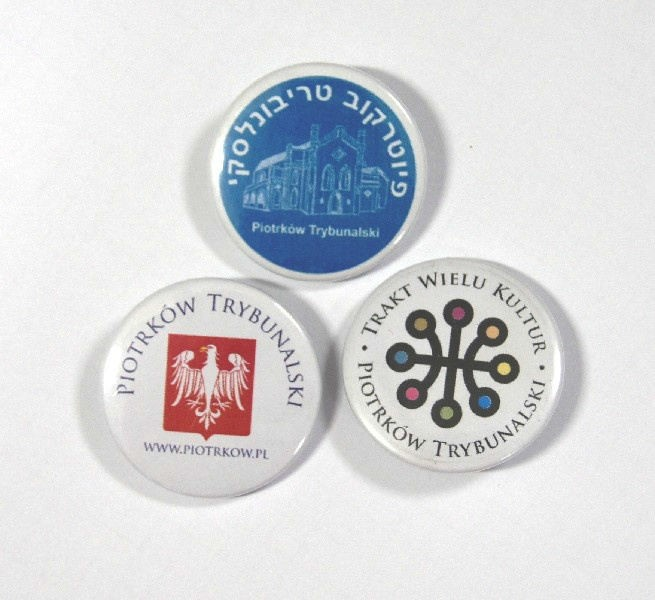 פיוטרקוב טריבונלסקי
Piotrków Trybunalski
PIOTRKÓW TRYBUNALSKI
WWW.PIOTRKOW.PL
• TRAKT WIELU KULTUR •
PIOTRKÓW TRYBUNALSKI